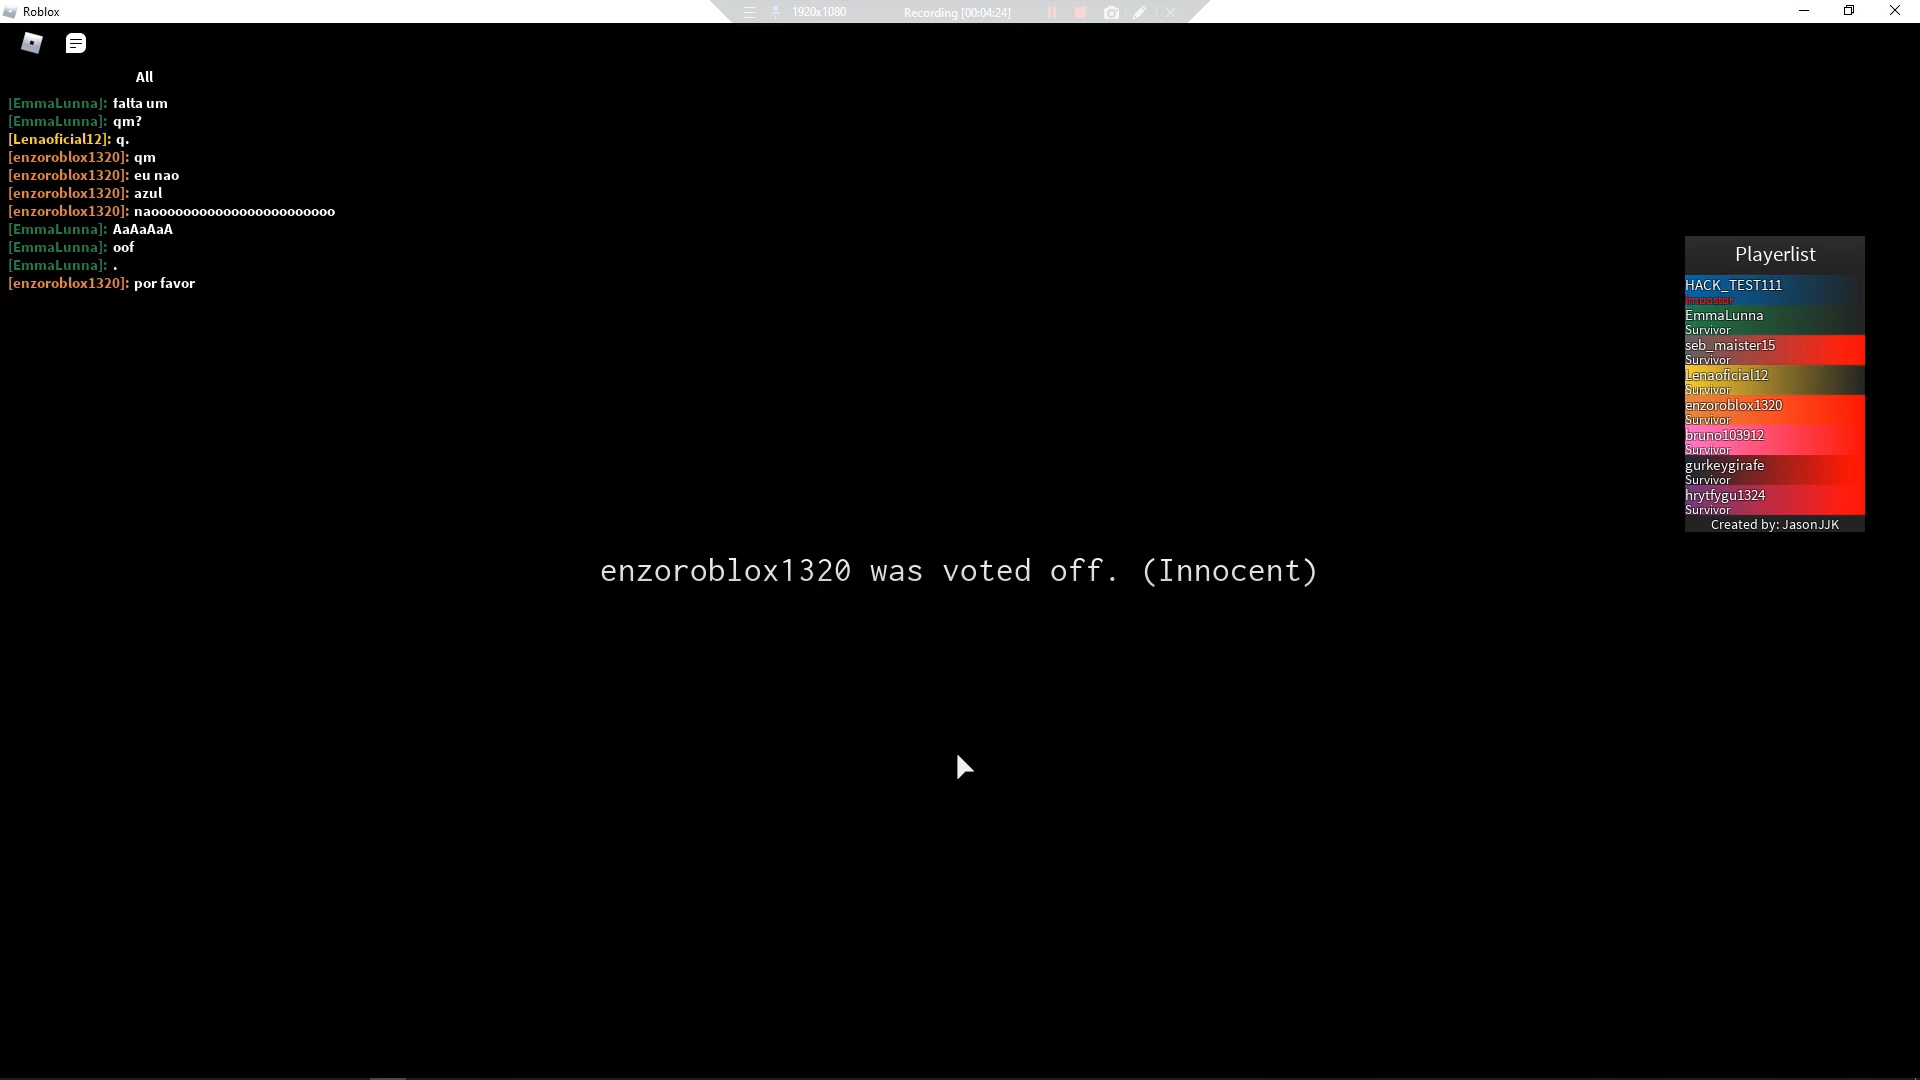 Roblox
1920x1080
Recording [00:04:24]
All
[EmmaLunna]: falta um
[EmmaLunna]: qm?
[Lenaoficial12]: q.
[enzoroblox1320]: qm
[enzoroblox1320]: eu nao
[enzoroblox1320]: azul
[enzoroblox1320]: naooooooooooooooooooooooo
[EmmaLunna]: AaAaAaA
[EmmaLunna]: oof
[EmmaLunna]: .
[enzoroblox1320]: por favor
Playerlist
HACK_TEST111
Impostor
EmmaLunna
Survivor
seb_maister15
Survivor
Lenaoficial12
Survivor
enzoroblox1320
Survivor
bruno103912
Survivor
gurkeygirafe
Survivor
hrytfygu1324
Survivor
Created by: JasonJJK
enzoroblox1320 was voted off. (Innocent)